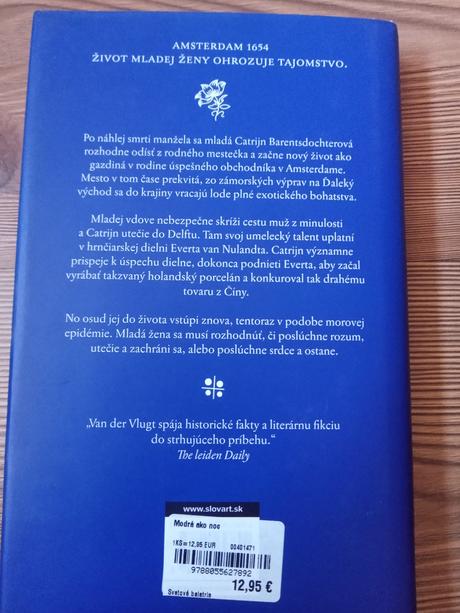 AMSTERDAM 1654
ŽIVOT MLADEJ ŽENY OHROZUJE TAJOMSTVO.
Po náhlej smrti manžela sa mladá Catrijn Barentsdochterová
rozhodne odísť z rodného mestečka a začne nový život ako
gazdiná v rodine úspešného obchodníka v Amsterdame.
Mesto v tom čase prekvitá, zo zámorských výprav na Ďaleký
východ sa do krajiny vracajú lode plné exotického bohatstva.
Mladej vdove nebezpečne skríži cestu muž z minulosti
a Catrijn utečie do Delftu. Tam svoj umelecký talent uplatní
v hrnčiarskej dielni Everta van Nulandta. Catrijn významne
prispeje k úspechu dielne, dokonca podnieti Everta, aby začal
vyrábať takzvaný holandský porcelán a konkuroval tak drahému
tovaru z Číny.
No osud jej do života vstúpi znova, tentoraz v podobe morovej
epidémie. Mladá žena sa musí rozhodnúť, či poslúchne rozum,
utečie a zachráni sa, alebo poslúchne srdce a ostane.
„Van der Vlugt spája historické fakty a literárnu fikciu
do strhujúceho príbehu.“
The leiden Daily
www.slovart.sk
Modrá ako noc
1KS= 12,95 EUR 00401471
9788055627892
12,95 €
Svetová beletria